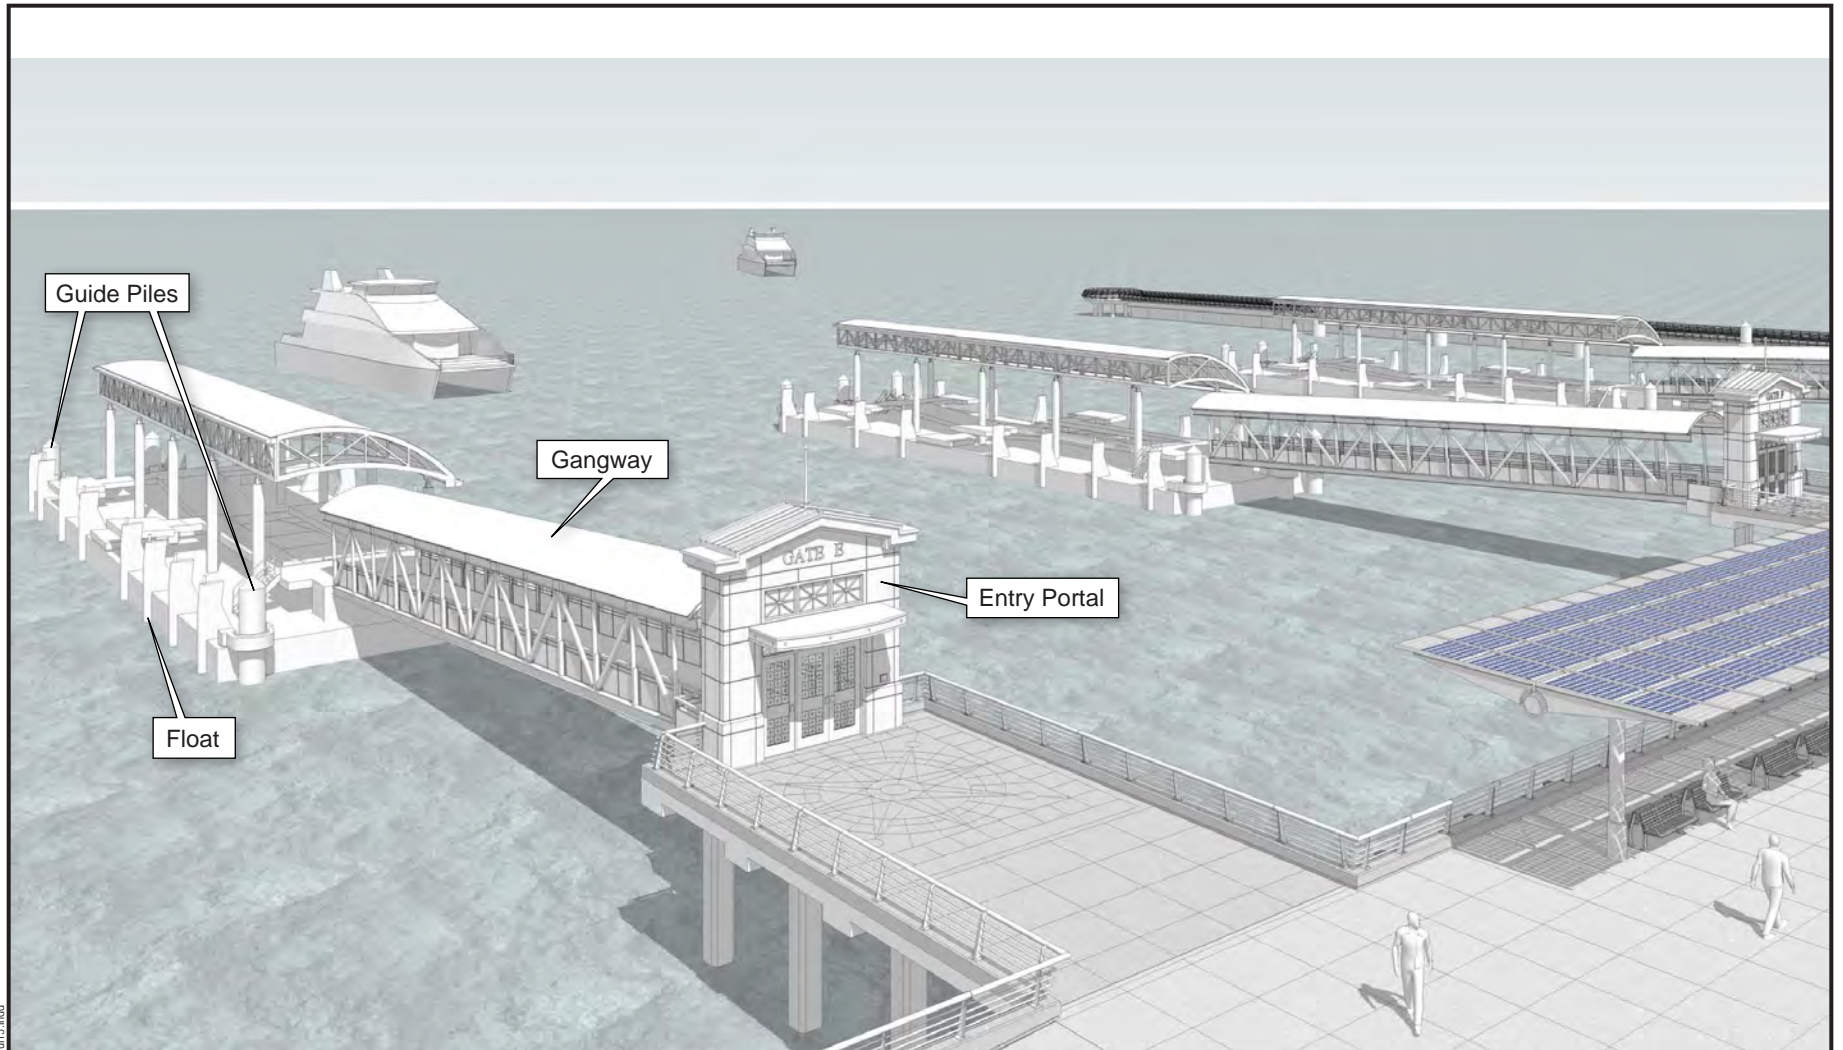 Guide Piles
Gangway
GATE E
Entry Portal
Float